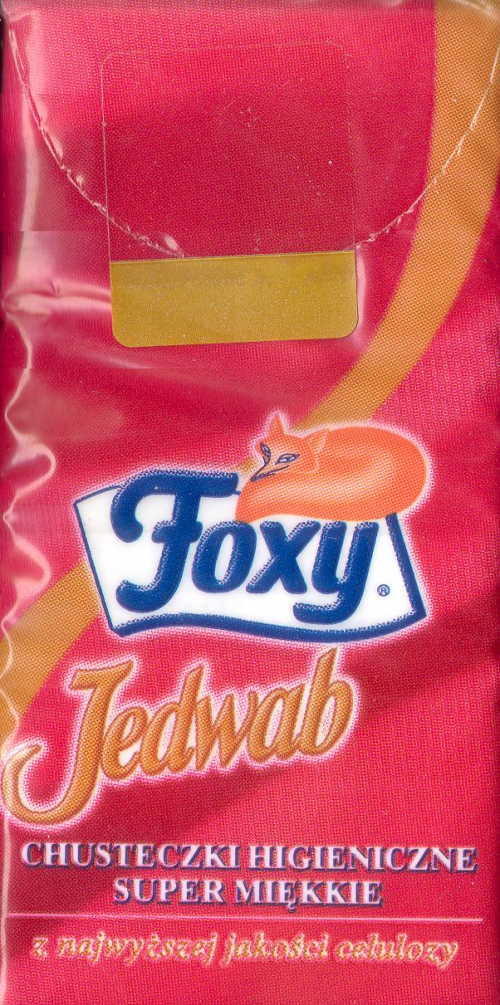 Foxy®
Jedwab
CHUSTECZKI HIGIENICZNE
SUPER MIĘKKIE
z najwyższej jakości celulozy